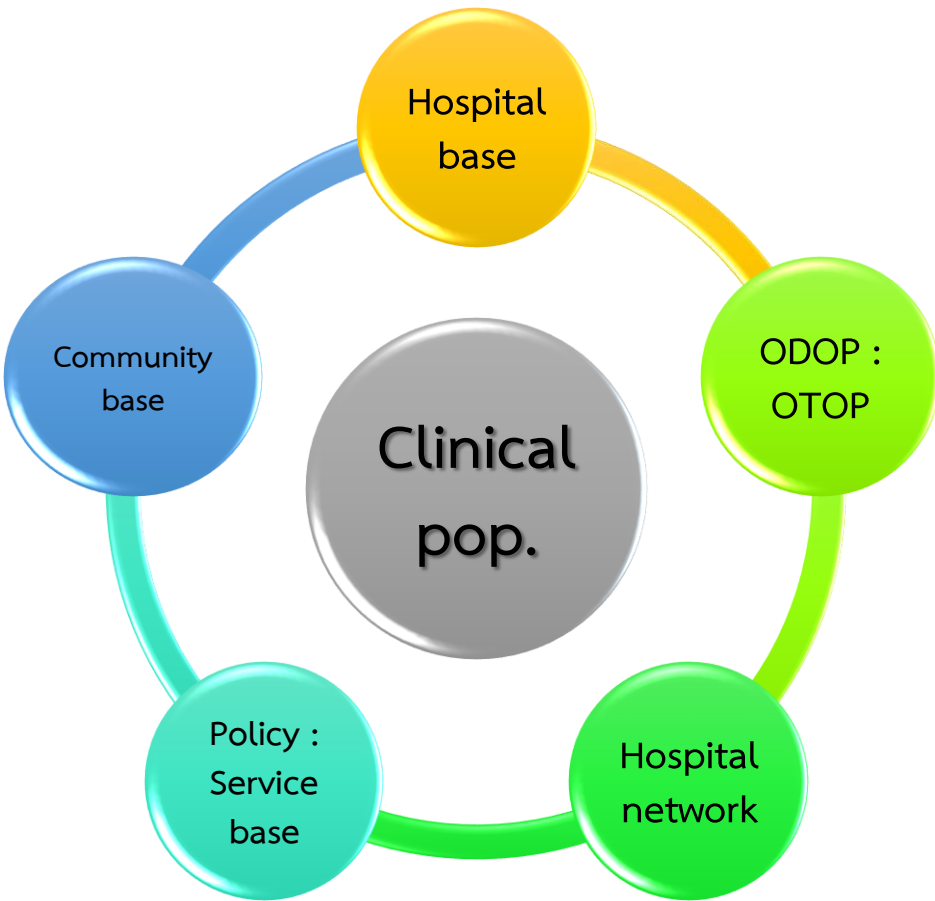 Hospital
base
ODOP :
OTOP
Hospital
network
Policy :
Service
base
Community
base
Clinical
pop.